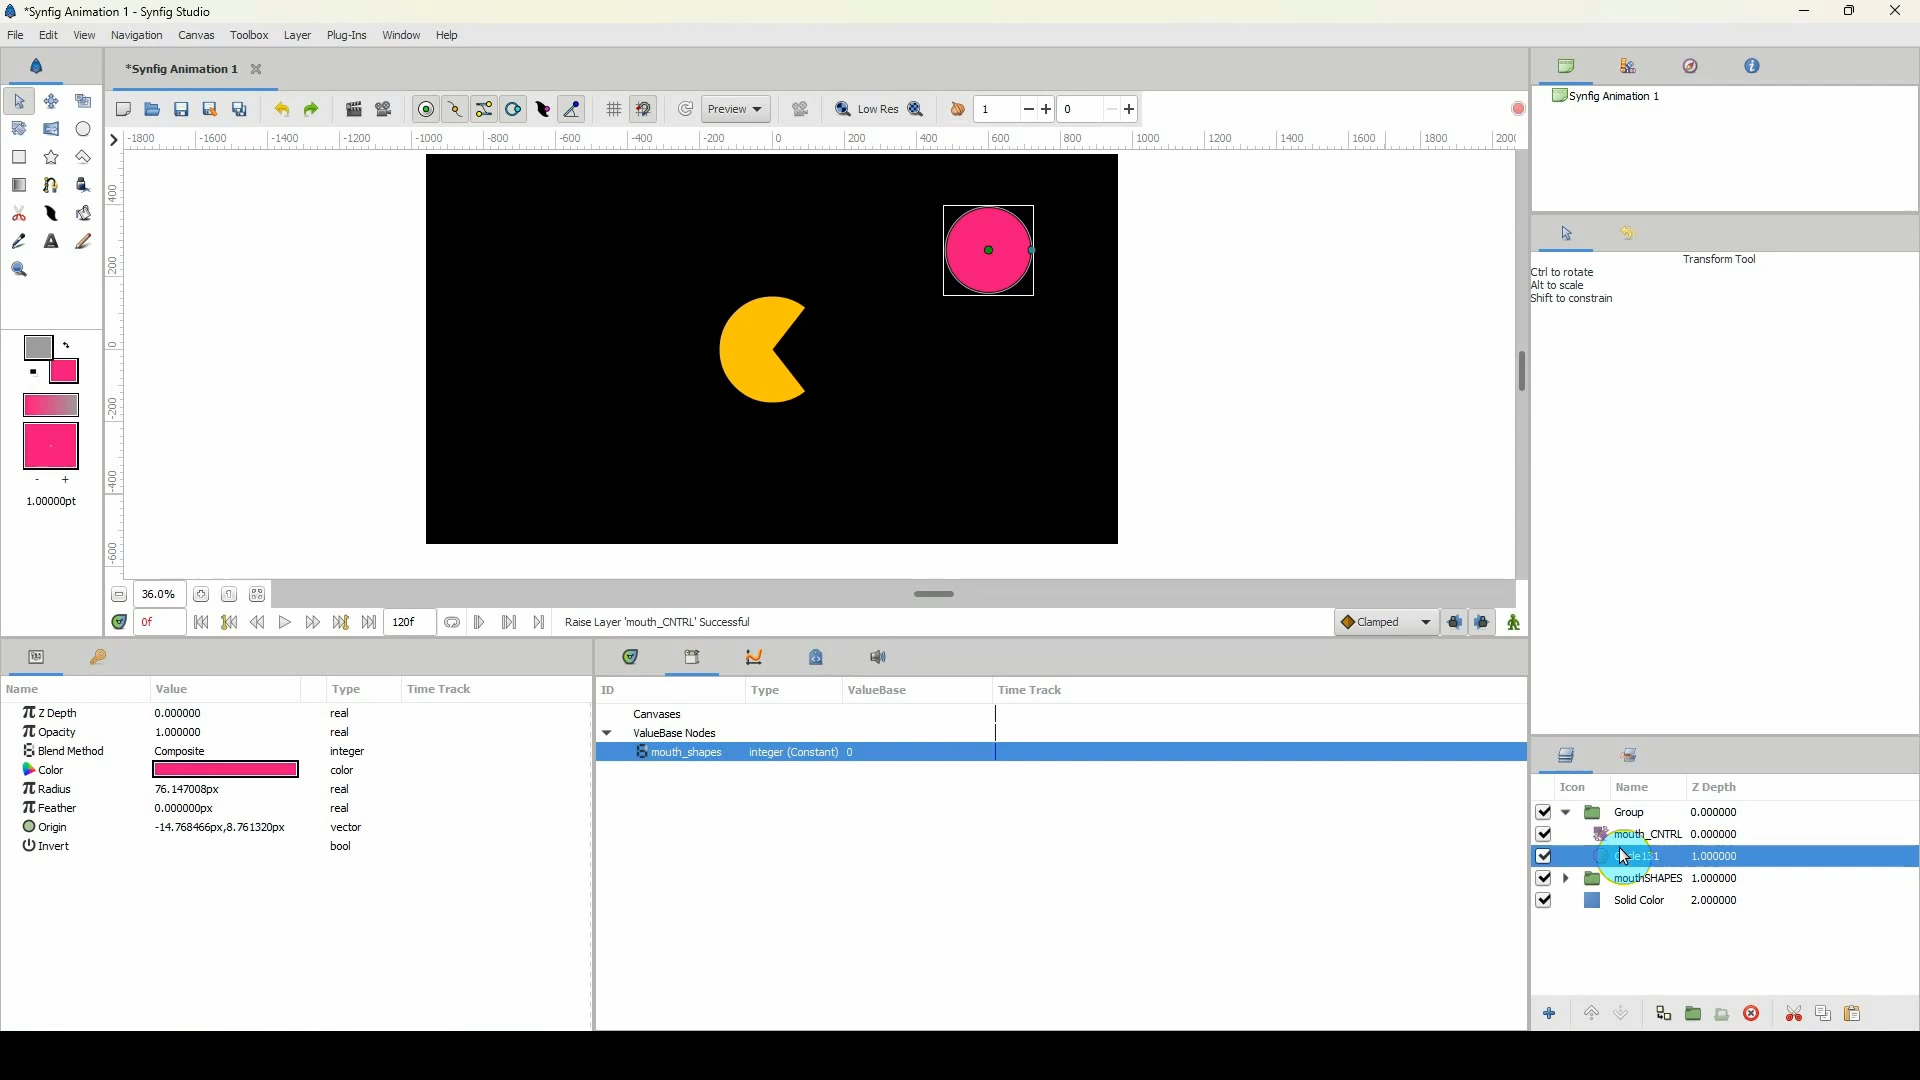 *Synfig Animation 1 - Synfig Studio
File Edit View Navigation Canvas Toolbox Layer Plug-Ins Window Help
*Synfig Animation 1
Preview Low Res 1 0
-1800 -1600 -1400 -1200 -1000 -800 -600 -400 -200 0 200 400 600 800 1000 1200 1400 1600 1800
400
200
0
-200
-400
-600
1.00000pt
36.0%
0f 120f Raise Layer 'mouth_CNTRL' Successful Clamped
Name Value Type Time Track
Z Depth 0.000000 real
Opacity 1.000000 real
Blend Method Composite integer
Color color
Radius 76.147008px real
Feather 0.000000px real
Origin -14.768466px,8.761320px vector
Invert bool
ID Type ValueBase Time Track
Canvases
ValueBase Nodes
mouth_shapes integer (Constant) 0
Synfig Animation 1
Transform Tool
Ctrl to rotate
Alt to scale
Shift to constrain
Icon Name Z Depth
Group 0.000000
mouth_CNTRL 0.000000
1.000000
mouthSHAPES 1.000000
Solid Color 2.000000